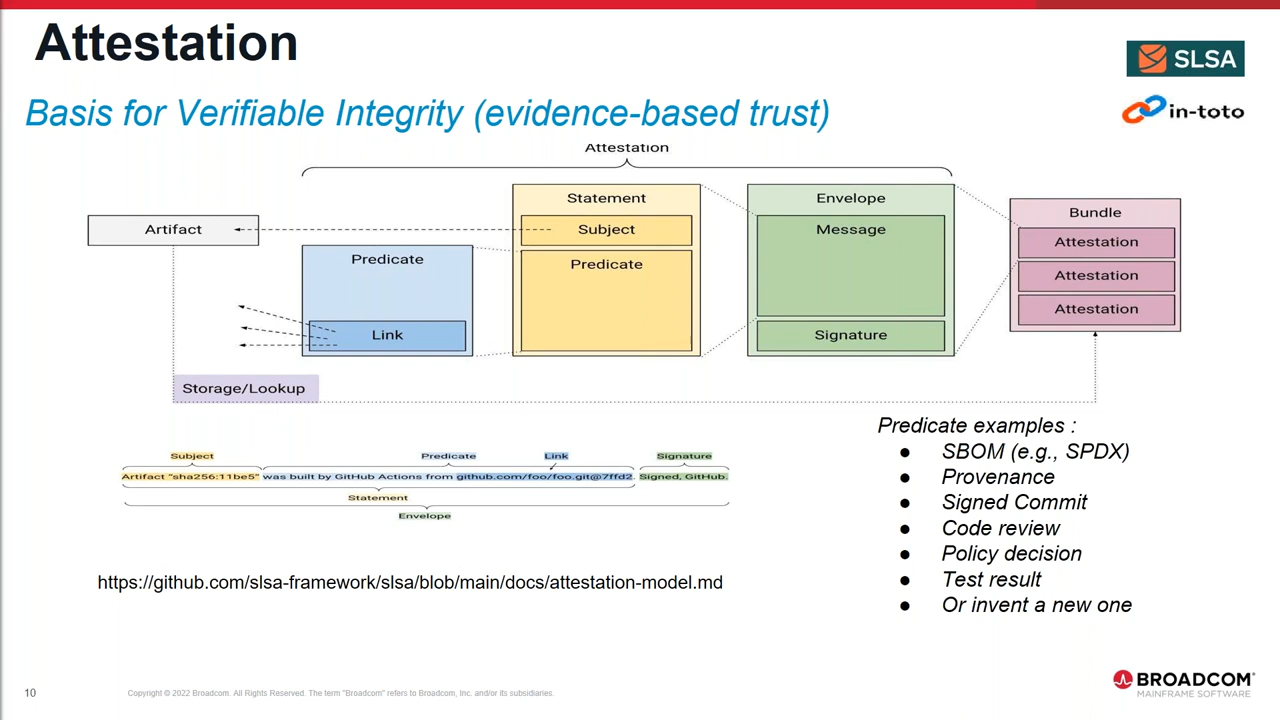 Attestation
SLSA
in-toto
Basis for Verifiable Integrity (evidence-based trust)
Attestation
Artifact
Predicate
Link
Statement
Subject
Predicate
Envelope
Message
Signature
Bundle
Attestation
Attestation
Attestation
Storage/Lookup
Subject
Predicate
Link
Signature
Artifact "sha256:11be5" was built by GitHub Actions from github.com/foo/foo.git@7ffd2. Signed, GitHub.
Statement
Envelope
https://github.com/slsa-framework/slsa/blob/main/docs/attestation-model.md
Predicate examples :
● SBOM (e.g., SPDX)
● Provenance
● Signed Commit
● Code review
● Policy decision
● Test result
● Or invent a new one
10
Copyright © 2022 Broadcom. All Rights Reserved. The term "Broadcom" refers to Broadcom, Inc. and/or its subsidiaries.
BROADCOM®
MAINFRAME SOFTWARE